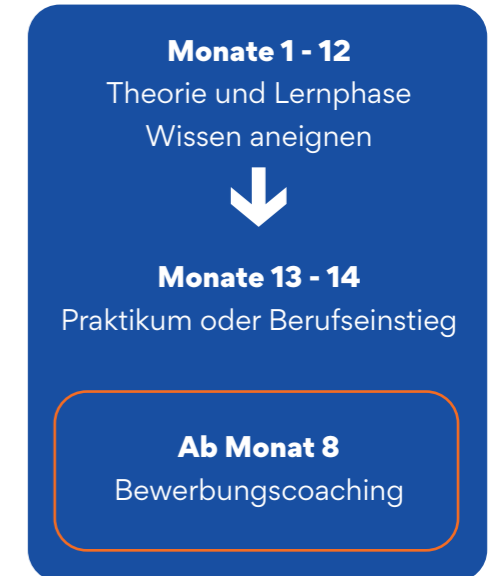 Monate 1 - 12
Theorie und Lernphase
Wissen aneignen
Monate 13 - 14
Praktikum oder Berufseinstieg
Ab Monat 8
Bewerbungscoaching